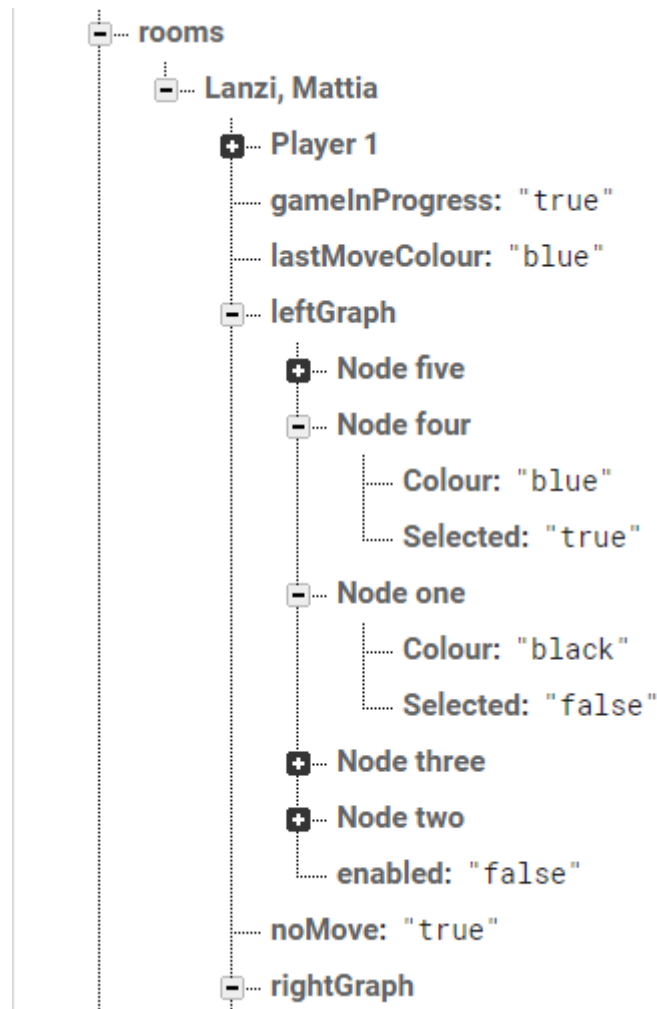 rooms
Lanzi, Mattia
Player 1
gameInProgress: "true"
lastMoveColour: "blue"
leftGraph
Node five
Node four
Colour: "blue"
Selected: "true"
Node one
Colour: "black"
Selected: "false"
Node three
Node two
enabled: "false"
noMove: "true"
rightGraph